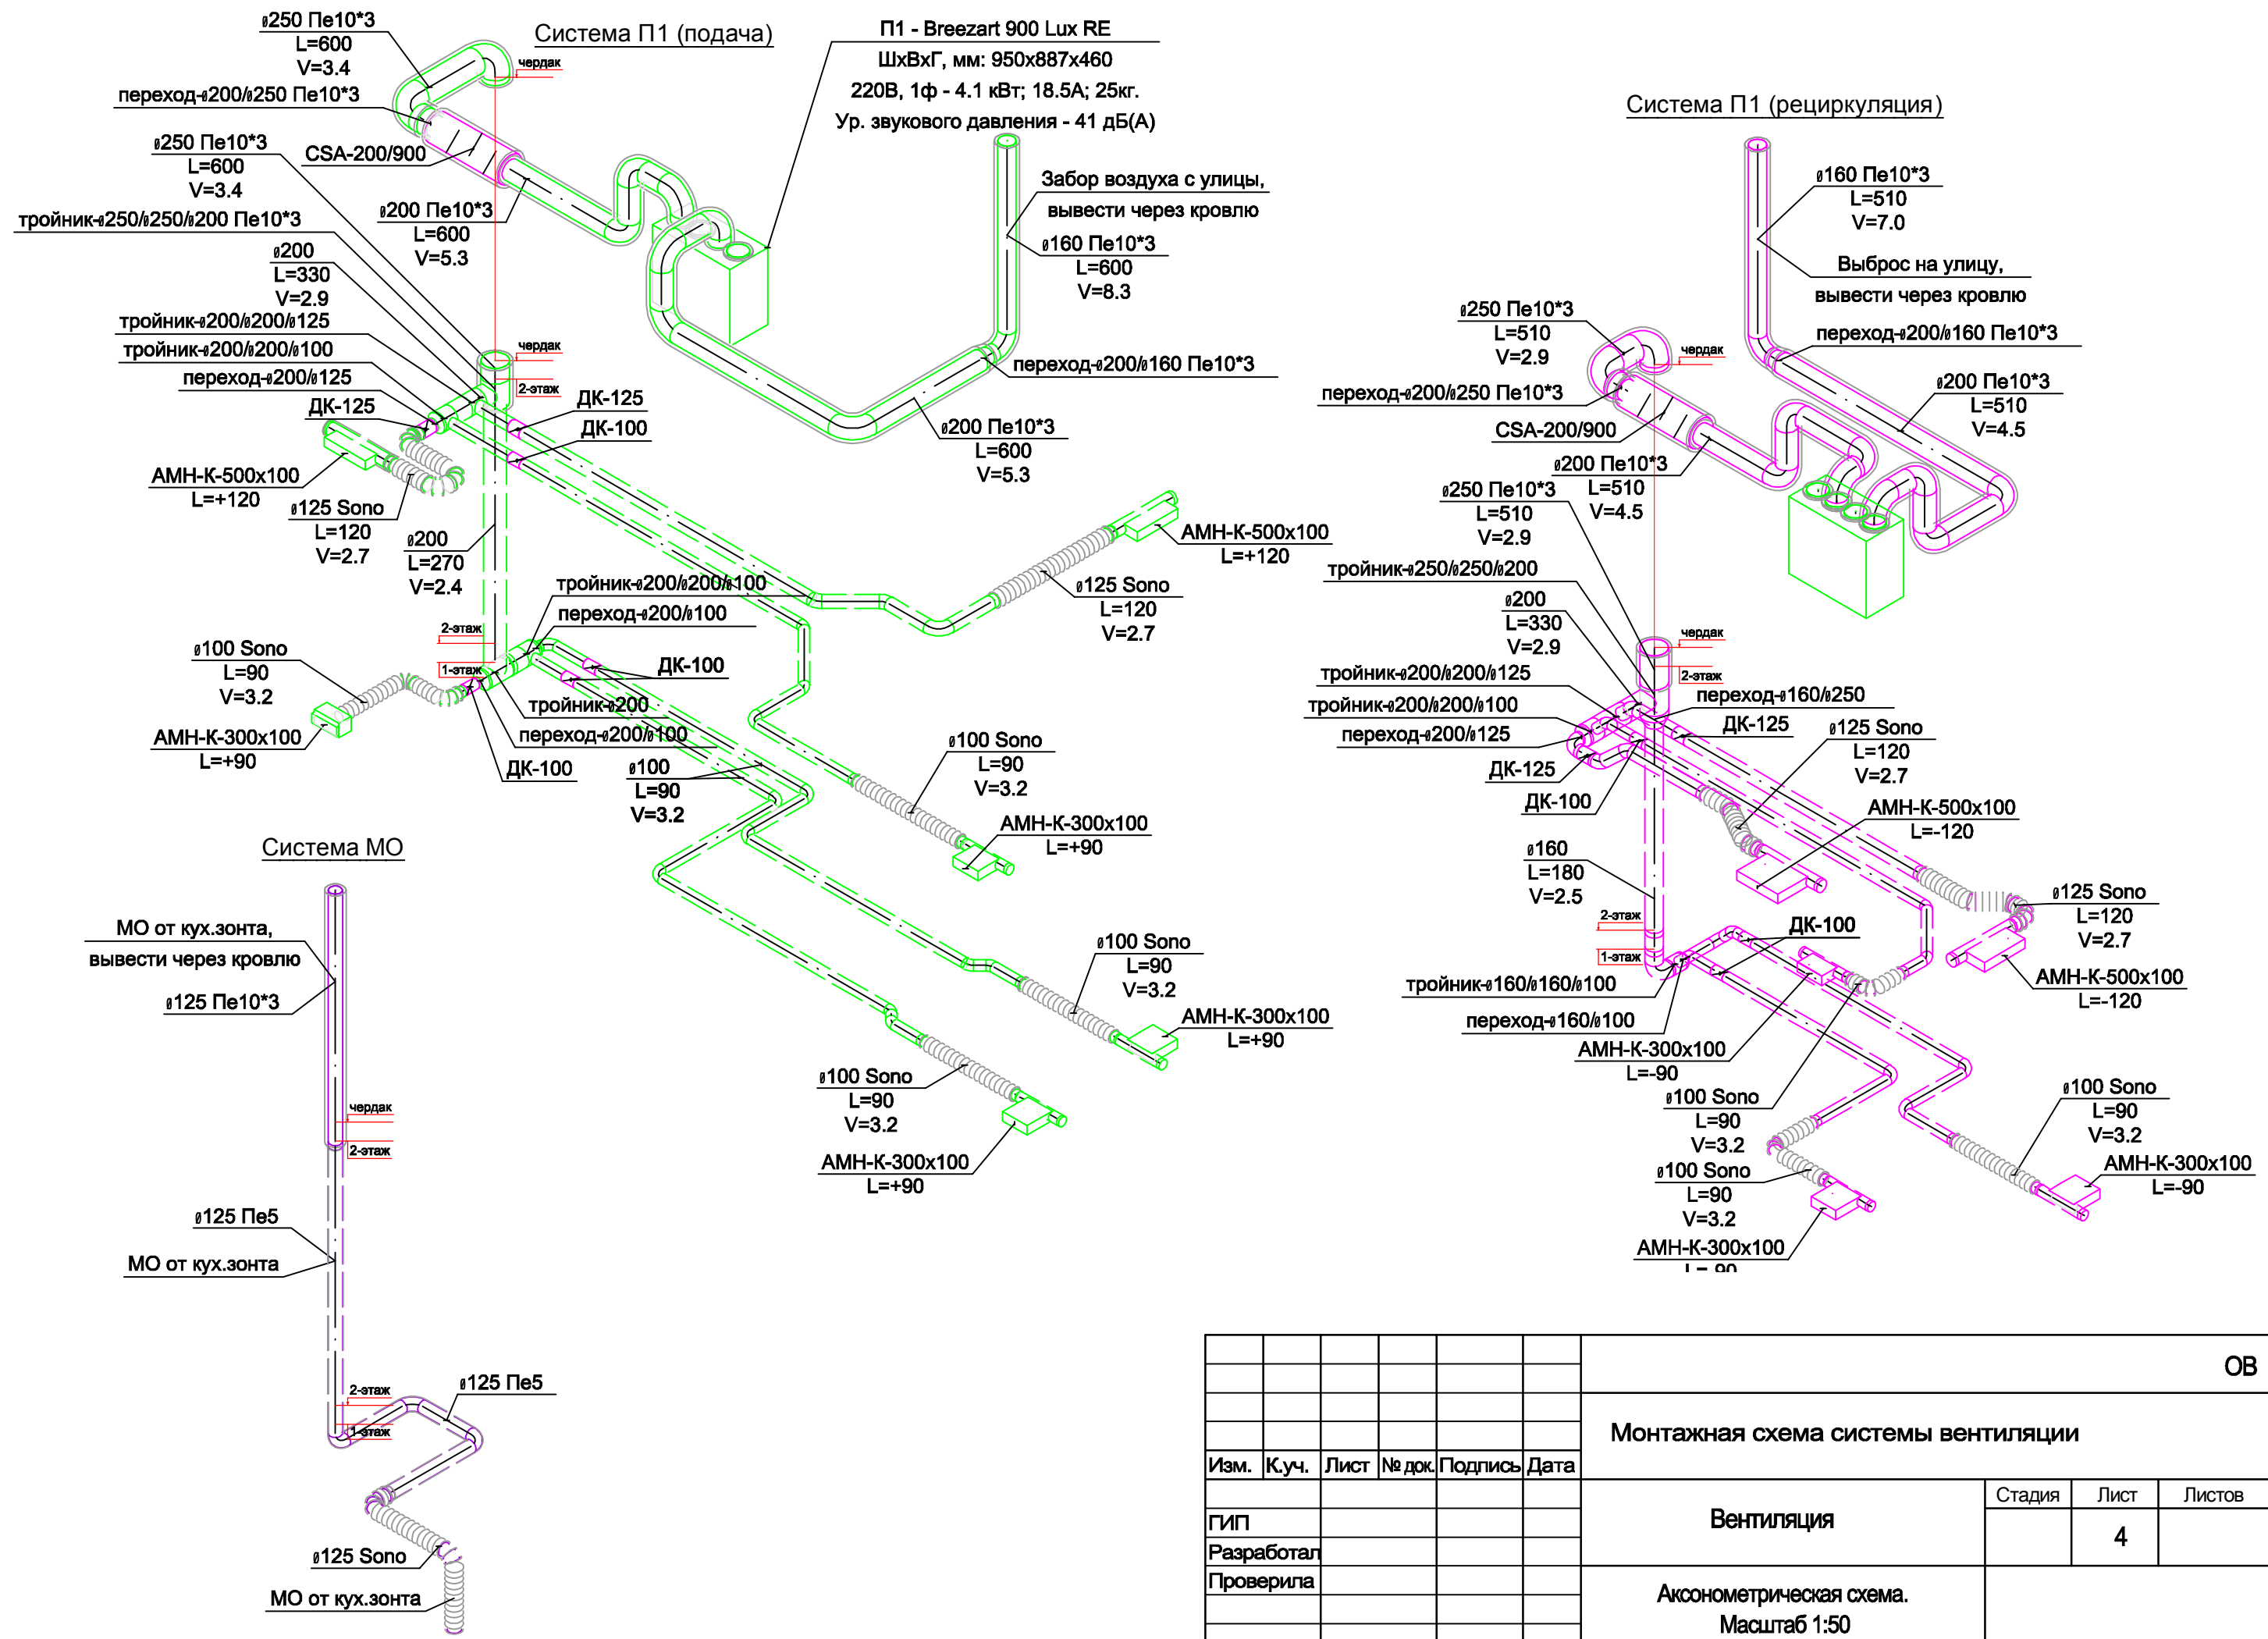 Система П1 (подача)
ø250 Пе10*3
L=600
V=3.4
чердак
переход-ø200/ø250 Пе10*3
CSA-200/900
ø250 Пе10*3
L=600
V=3.4
ø200 Пе10*3
L=600
V=5.3
П1 - Breezart 900 Lux RE
ШхВхГ, мм: 950х887х460
220В, 1ф - 4.1 кВт; 18.5А; 25кг.
Ур. звукового давления - 41 дБ(А)
Забор воздуха с улицы,
вывести через кровлю
ø160 Пе10*3
L=600
V=8.3
переход-ø200/ø160 Пе10*3
ø200 Пе10*3
L=600
V=5.3
тройник-ø250/ø250/ø200 Пе10*3
ø200
L=330
V=2.9
тройник-ø200/ø200/ø125
тройник-ø200/ø200/ø100
переход-ø200/ø125
ДК-125
чердак
2-этаж
ДК-125
ДК-100
АМН-К-500х100
L=+120
ø125 Sono
L=120
V=2.7
ø200
L=270
V=2.4
АМН-К-500х100
L=+120
ø125 Sono
L=120
V=2.7
тройник-ø200/ø200/ø100
переход-ø200/ø100
2-этаж
1-этаж
ДК-100
ø100 Sono
L=90
V=3.2
АМН-К-300х100
L=+90
тройник-ø200
переход-ø200/ø100
ДК-100
ø100
L=90
V=3.2
ø100 Sono
L=90
V=3.2
АМН-К-300х100
L=+90
ø100 Sono
L=90
V=3.2
АМН-К-300х100
L=+90
ø100 Sono
L=90
V=3.2
АМН-К-300х100
L=+90
Система МО
МО от кух.зонта,
вывести через кровлю
ø125 Пе10*3
чердак
2-этаж
ø125 Пе5
МО от кух.зонта
2-этаж
1-этаж
ø125 Пе5
ø125 Sono
МО от кух.зонта
Система П1 (рециркуляция)
ø160 Пе10*3
L=510
V=7.0
Выброс на улицу,
вывести через кровлю
переход-ø200/ø160 Пе10*3
ø200 Пе10*3
L=510
V=4.5
ø250 Пе10*3
L=510
V=2.9
чердак
переход-ø200/ø250 Пе10*3
CSA-200/900
ø200 Пе10*3
L=510
V=4.5
ø250 Пе10*3
L=510
V=2.9
тройник-ø250/ø250/ø200
ø200
L=330
V=2.9
чердак
2-этаж
тройник-ø200/ø200/ø125
тройник-ø200/ø200/ø100
переход-ø200/ø125
переход-ø160/ø250
ДК-125
ДК-125
ДК-100
ø125 Sono
L=120
V=2.7
АМН-К-500х100
L=-120
ø160
L=180
V=2.5
ø125 Sono
L=120
V=2.7
АМН-К-500х100
L=-120
2-этаж
1-этаж
ДК-100
тройник-ø160/ø160/ø100
переход-ø160/ø100
АМН-К-300х100
L=-90
ø100 Sono
L=90
V=3.2
ø100 Sono
L=90
V=3.2
АМН-К-300х100
L=-90
ø100 Sono
L=90
V=3.2
АМН-К-300х100
L=-90
ОВ
Монтажная схема системы вентиляции
Изм. К.уч. Лист № док. Подпись Дата
Вентиляция
Стадия Лист Листов
4
ГИП
Разработал
Проверила
Аксонометрическая схема.
Масштаб 1:50